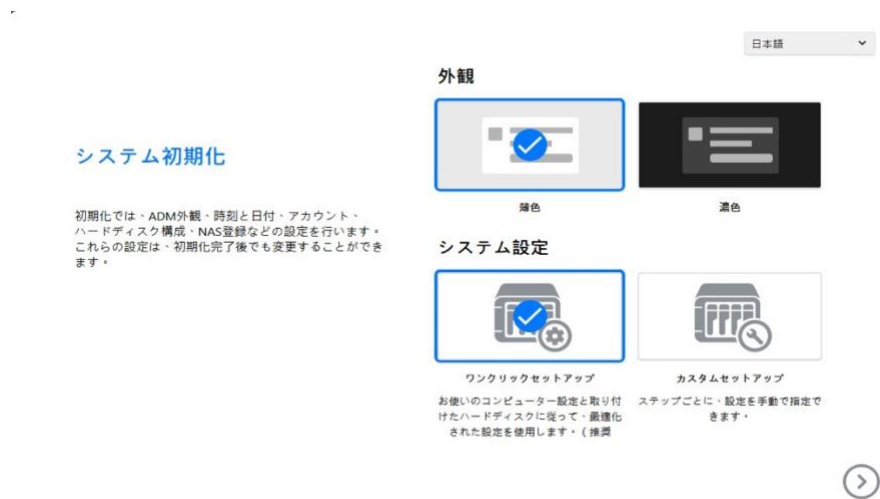 日本語
外観
薄色
濃色
システム初期化
初期化では、ADM外観、時刻と日付、アカウント、
ハードディスク構成、NAS登録などの設定を行います。
これらの設定は、初期化完了後でも変更することができ
ます。
システム設定
ワンクリックセットアップ
お使いのコンピューター設定と取り付
けたハードディスクに従って、最適化
された設定を使用します。(推奨
カスタムセットアップ
ステップごとに、設定を手動で指定で
きます。